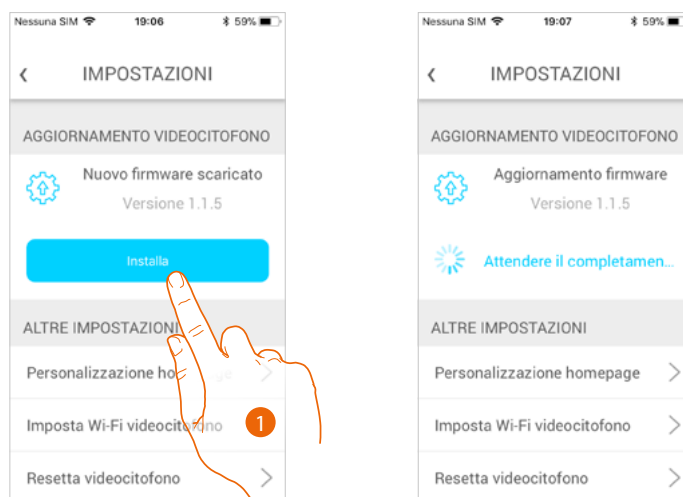 Nessuna SIM 19:06 59%
IMPOSTAZIONI
AGGIORNAMENTO VIDEOCITOFONO
Nuovo firmware scaricato
Versione 1.1.5
Installa
ALTRE IMPOSTAZIONI
Personalizzazione
Imposta Wi-Fi videocitofono
1
Resetta videocitofono
Nessuna SIM 19:07 59%
IMPOSTAZIONI
AGGIORNAMENTO VIDEOCITOFONO
Aggiornamento firmware
Versione 1.1.5
Attendere il completamen...
ALTRE IMPOSTAZIONI
Personalizzazione homepage
Imposta Wi-Fi videocitofono
Resetta videocitofono